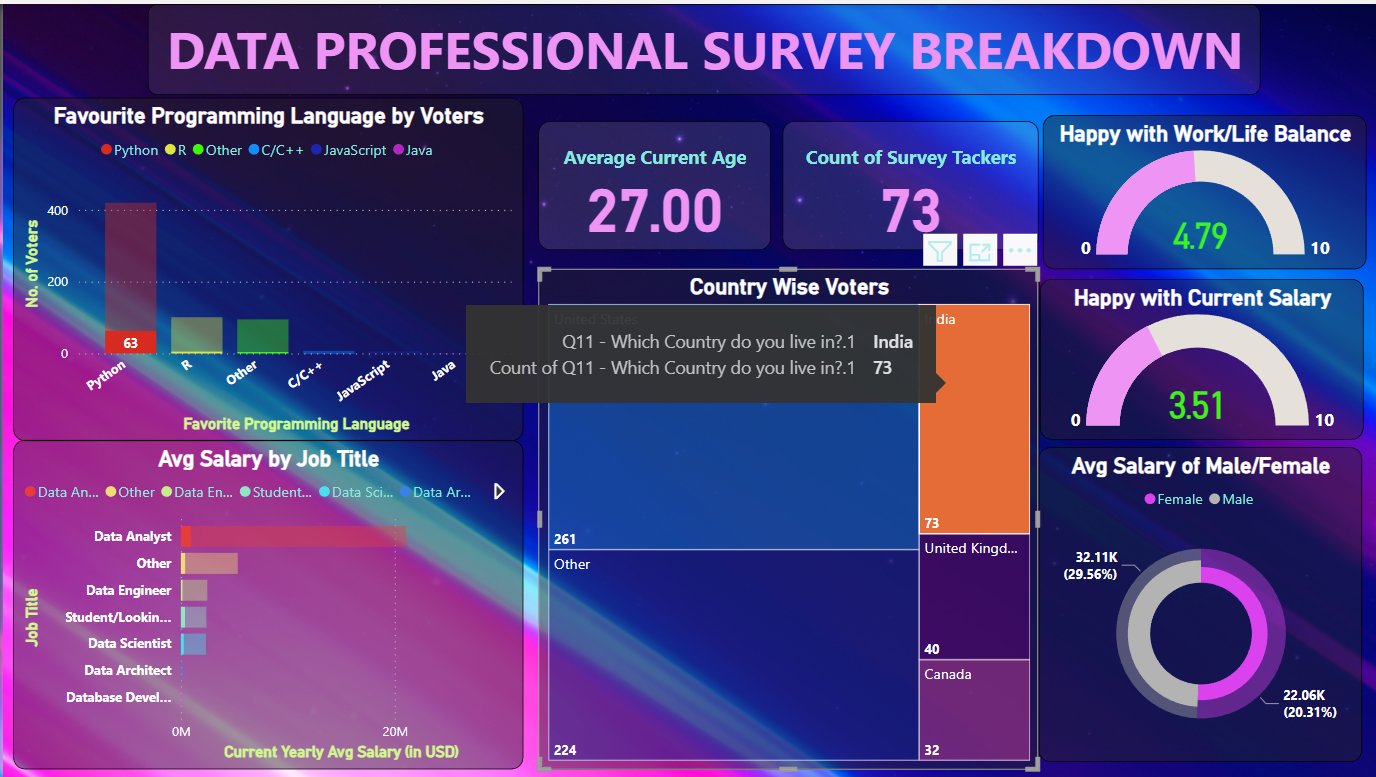 DATA PROFESSIONAL SURVEY BREAKDOWN
Favourite Programming Language by Voters
Python R Other C/C++ JavaScript Java
No. of Voters
400
200
0
63
Python
R
Other
C/C++
JavaScript
Java
Favorite Programming Language
Average Current Age
27.00
Count of Survey Tackers
73
Happy with Work/Life Balance
4.79
0
10
Happy with Current Salary
3.51
0
10
Country Wise Voters
United States
India
Q11 - Which Country do you live in?.1 India
Count of Q11 - Which Country do you live in?.1 73
261
73
Other
United Kingd...
40
Canada
224
32
Avg Salary by Job Title
Data An... Other Data En... Student... Data Sci... Data Ar...
Job Title
Data Analyst
Other
Data Engineer
Student/Lookin...
Data Scientist
Data Architect
Database Devel...
0M
20M
Current Yearly Avg Salary (in USD)
Avg Salary of Male/Female
Female Male
32.11K
(29.56%)
22.06K
(20.31%)